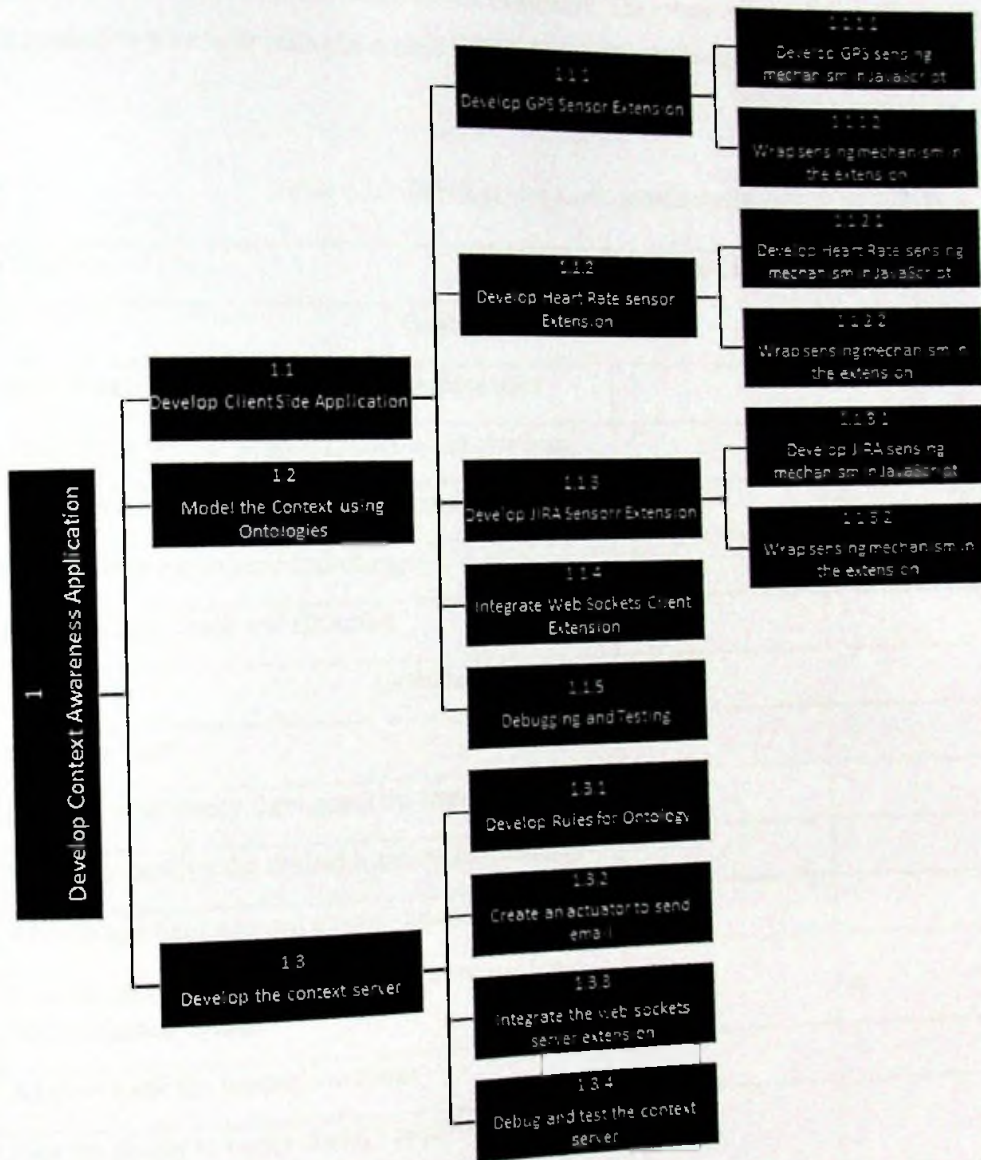 1
Develop Context Awareness Application
1.1
Develop Client Side Application
1.2
Model the Context using
Ontologies
1.3
Develop the context server
1.1.1
Develop GPS Sensor Extension
1.1.2
Develop Heart Rate sensor
Extension
1.1.3
Develop JIRA Sensorr Extension
1.1.4
Integrate Web Sockets Client
Extension
1.1.5
Debugging and Testing
1.3.1
Develop Rules for Ontology
1.3.2
Create an actuator to send
email
1.3.3
Integrate the web sockets
server extension
1.3.4
Debug and test the context
server
1.1.1.1
Develop GPS sensing
mechanism in JavaScript
1.1.1.2
Wrap sensing mechanism in
the extension
1.1.2.1
Develop Heart Rate sensing
mechanism in JavaScript
1.1.2.2
Wrap sensing mechanism in
the extension
1.1.3.1
Develop JIRA sensing
mechanism in JavaScript
1.1.3.2
Wrap sensing mechanism in
the extension